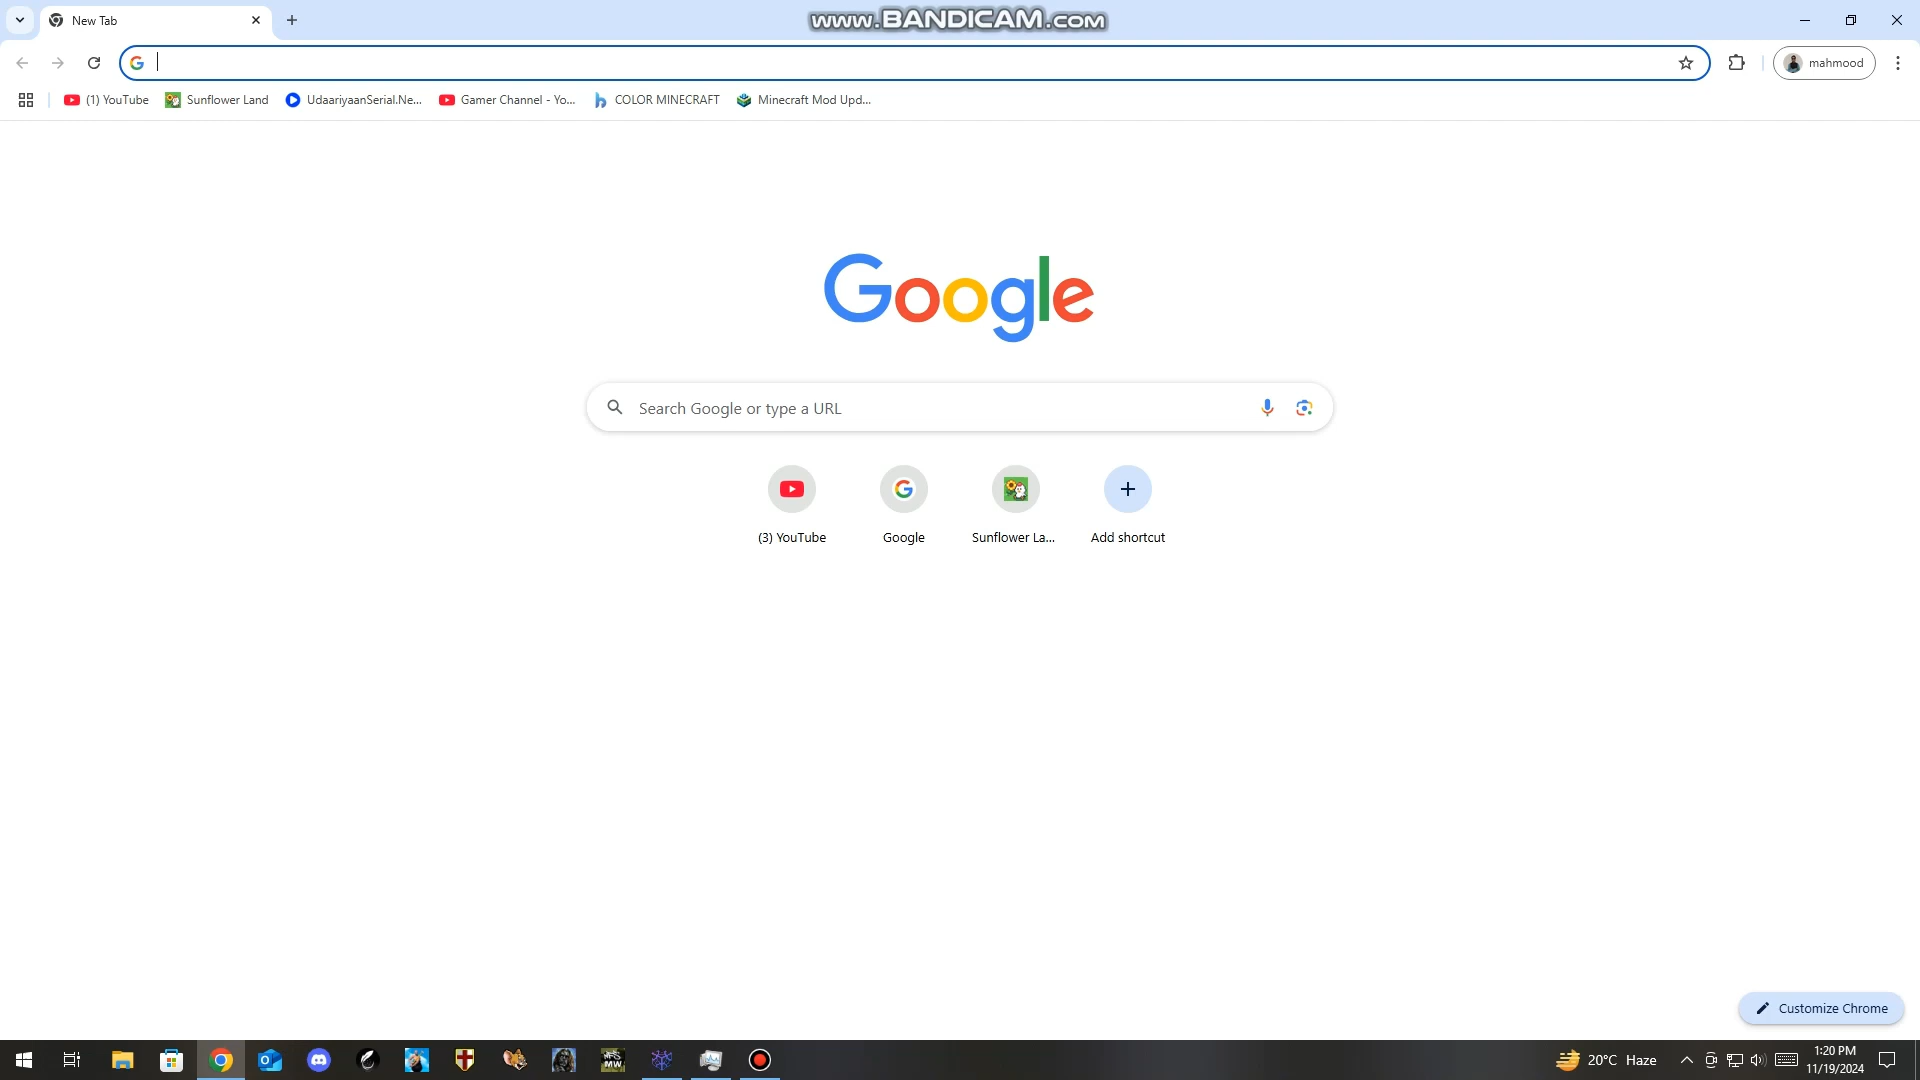 New Tab
www.BANDICAM.com
mahmood
(1) YouTube
Sunflower Land
UdaariyaanSerial.Ne...
Gamer Channel - Yo...
COLOR MINECRAFT
Minecraft Mod Upd...
Google
Search Google or type a URL
(3) YouTube
Google
Sunflower La...
Add shortcut
Customize Chrome
20°C Haze
1:20 PM
11/19/2024